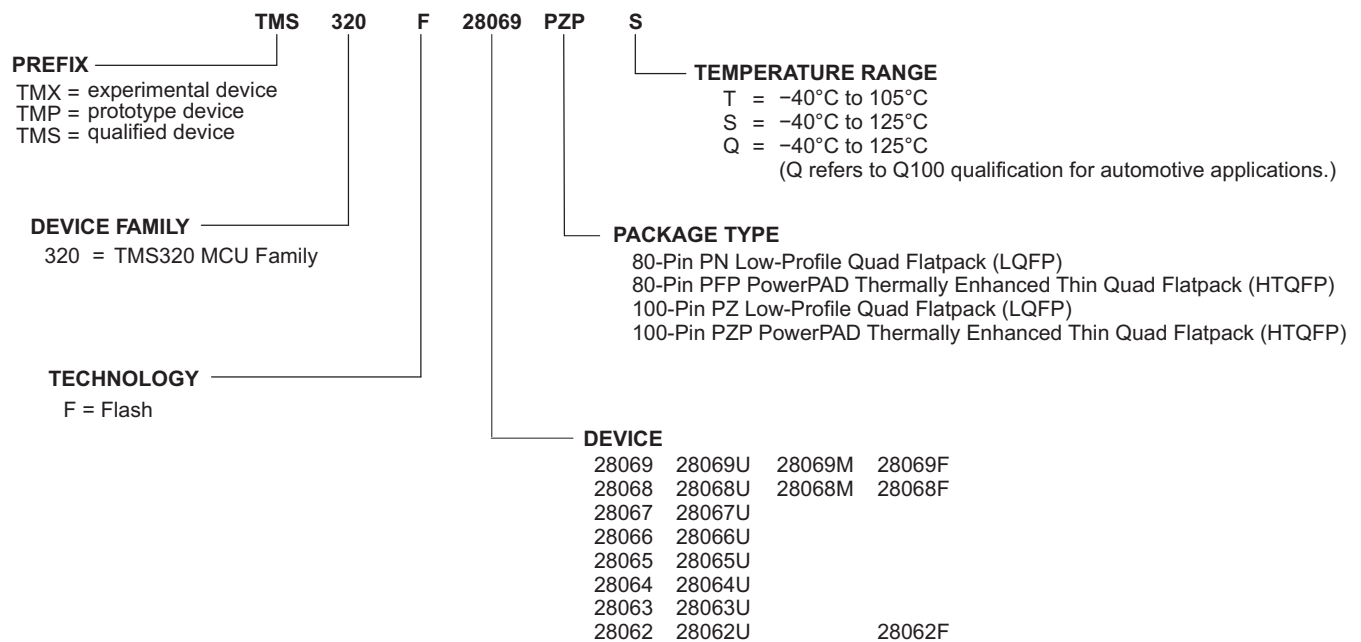 TMS 320 F 28069 PZP S
PREFIX
TMX = experimental device
TMP = prototype device
TMS = qualified device
TEMPERATURE RANGE
T = −40°C to 105°C
S = −40°C to 125°C
Q = −40°C to 125°C
(Q refers to Q100 qualification for automotive applications.)
DEVICE FAMILY
320 = TMS320 MCU Family
PACKAGE TYPE
80-Pin PN Low-Profile Quad Flatpack (LQFP)
80-Pin PFP PowerPAD Thermally Enhanced Thin Quad Flatpack (HTQFP)
100-Pin PZ Low-Profile Quad Flatpack (LQFP)
100-Pin PZP PowerPAD Thermally Enhanced Thin Quad Flatpack (HTQFP)
TECHNOLOGY
F = Flash
DEVICE
28069 28069U 28069M 28069F
28068 28068U 28068M 28068F
28067 28067U
28066 28066U
28065 28065U
28064 28064U
28063 28063U
28062 28062U 28062F